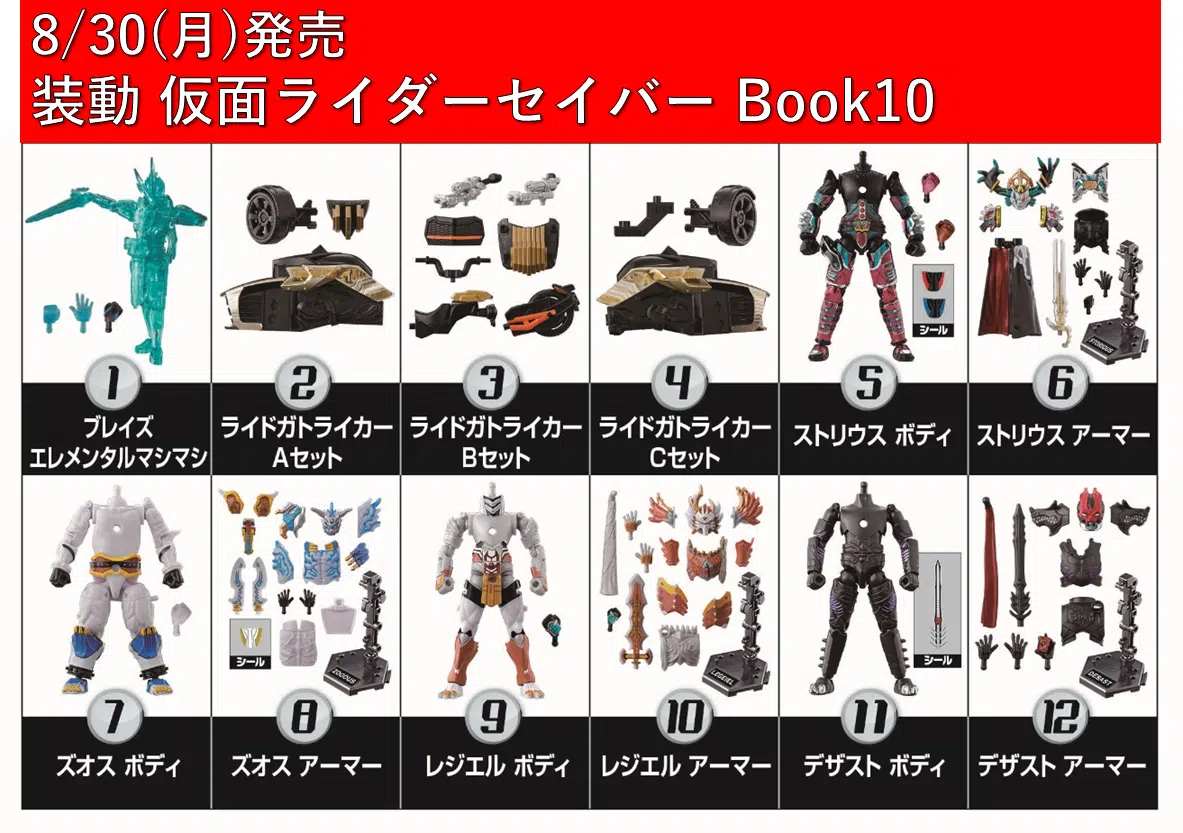 8/30(月)発売
装動 仮面ライダーセイバー Book10
シール
STORIOUS
1
2
3
4
5
6
ブレイズ
エレメンタルマシマシ
ライドガトライカー
Aセット
ライドガトライカー
Bセット
ライドガトライカー
Cセット
ストリウス ボディ
ストリウス アーマー
シール
ZOOOUS
LEGEIEL
シール
DESAST
7
8
9
10
11
12
ズオス ボディ
ズオス アーマー
レジエル ボディ
レジエル アーマー
デザスト ボディ
デザスト アーマー